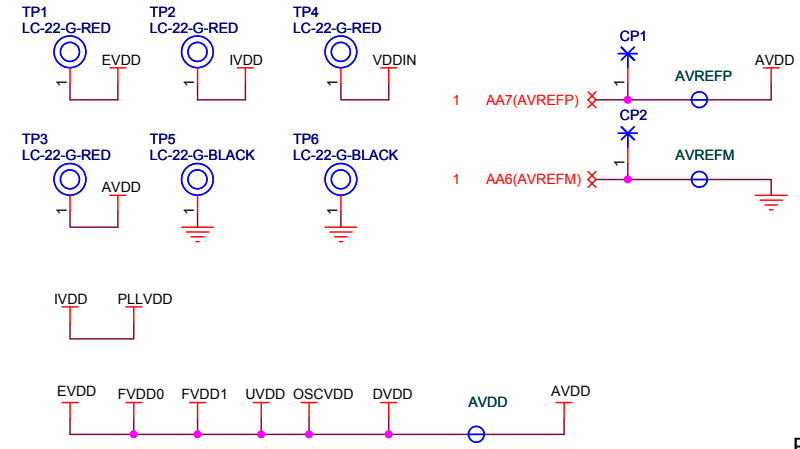 TP1
LC-22-G-RED
EVDD
1
TP2
LC-22-G-RED
IVDD
1
TP4
LC-22-G-RED
VDDIN
1
CP1
1
1 AA7(AVREFP)
AVREFP
AVDD
TP3
LC-22-G-RED
AVDD
1
TP5
LC-22-G-BLACK
1
TP6
LC-22-G-BLACK
1
CP2
1
1 AA6(AVREFM)
AVREFM
IVDD PLLVDD
EVDD FVDD0 FVDD1 UVDD OSCVDD DVDD AVDD AVDD